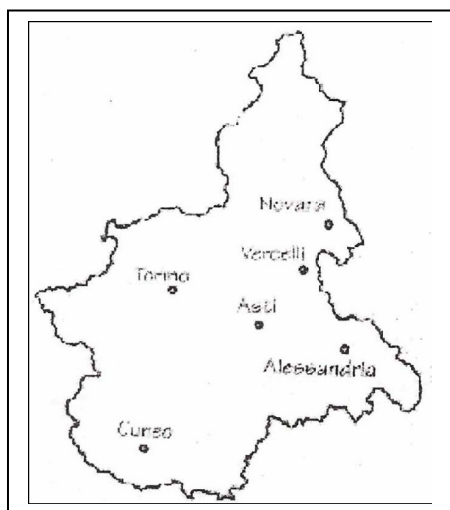 Novara
Vercelli
Torino
Asti
Alessandria
Cuneo